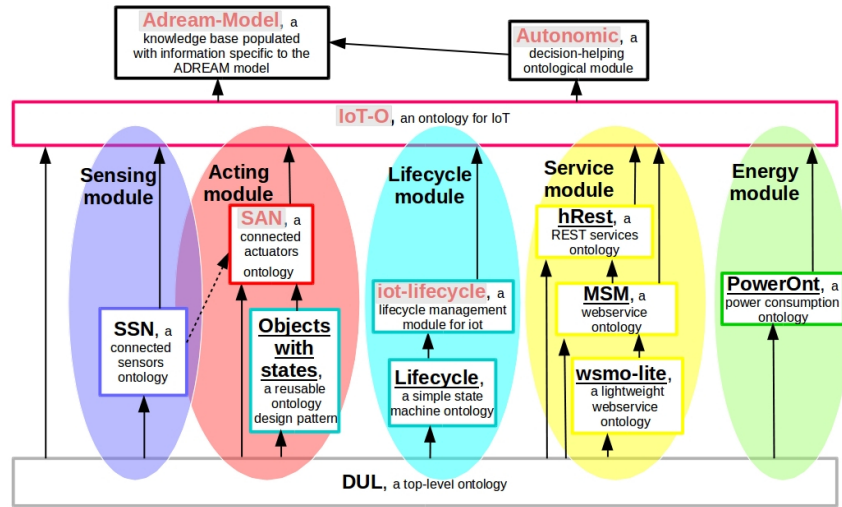 Adream-Model, a
knowledge base populated
with information specific to the
ADREAM model
Autonomic, a
decision-helping
ontological module
IoT-O, an ontology for IoT
Sensing
module
Acting
module
Lifecycle
module
Service
module
Energy
module
SAN, a
connected
actuators
ontology
hRest, a
REST services
ontology
iot-lifecycle, a
lifecycle management
module for iot
MSM, a
webservice
ontology
PowerOnt, a
power consumption
ontology
SSN, a
connected
sensors
ontology
Objects
with
states,
a reusable
ontology
design pattern
Lifecycle,
a simple state
machine ontology
wsmo-lite,
a lightweight
webservice
ontology
DUL, a top-level ontology